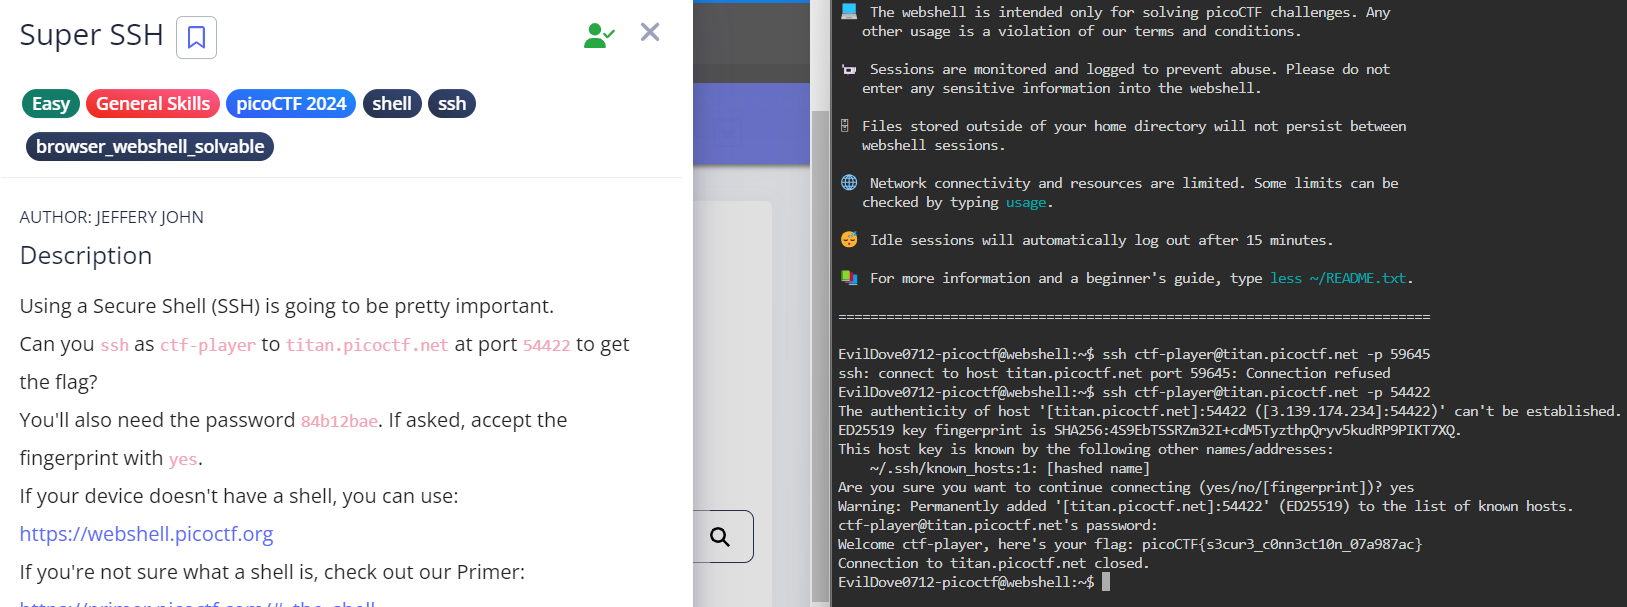 Super SSH
Easy General Skills picoCTF 2024 shell ssh
browser_webshell_solvable
AUTHOR: JEFFERY JOHN
Description
Using a Secure Shell (SSH) is going to be pretty important.
Can you ssh as ctf-player to titan.picoctf.net at port 54422 to get
the flag?
You'll also need the password 84b12bae. If asked, accept the
fingerprint with yes.
If your device doesn't have a shell, you can use:
https://webshell.picoctf.org
If you're not sure what a shell is, check out our Primer:
https://primer.picoctf.com/#_the_shell
The webshell is intended only for solving picoCTF challenges. Any
other usage is a violation of our terms and conditions.
Sessions are monitored and logged to prevent abuse. Please do not
enter any sensitive information into the webshell.
Files stored outside of your home directory will not persist between
webshell sessions.
Network connectivity and resources are limited. Some limits can be
checked by typing usage.
Idle sessions will automatically log out after 15 minutes.
For more information and a beginner's guide, type less ~/README.txt.
==========================================================================
EvilDove0712-picoctf@webshell:~$ ssh ctf-player@titan.picoctf.net -p 59645
ssh: connect to host titan.picoctf.net port 59645: Connection refused
EvilDove0712-picoctf@webshell:~$ ssh ctf-player@titan.picoctf.net -p 54422
The authenticity of host '[titan.picoctf.net]:54422 ([3.139.174.234]:54422)' can't be established.
ED25519 key fingerprint is SHA256:4S9EbTSSRZm32I+cdM5TyzthpQryv5kudRP9PIKT7XQ.
This host key is known by the following other names/addresses:
    ~/.ssh/known_hosts:1: [hashed name]
Are you sure you want to continue connecting (yes/no/[fingerprint])? yes
Warning: Permanently added '[titan.picoctf.net]:54422' (ED25519) to the list of known hosts.
ctf-player@titan.picoctf.net's password:
Welcome ctf-player, here's your flag: picoCTF{s3cur3_c0nn3ct10n_07a987ac}
Connection to titan.picoctf.net closed.
EvilDove0712-picoctf@webshell:~$